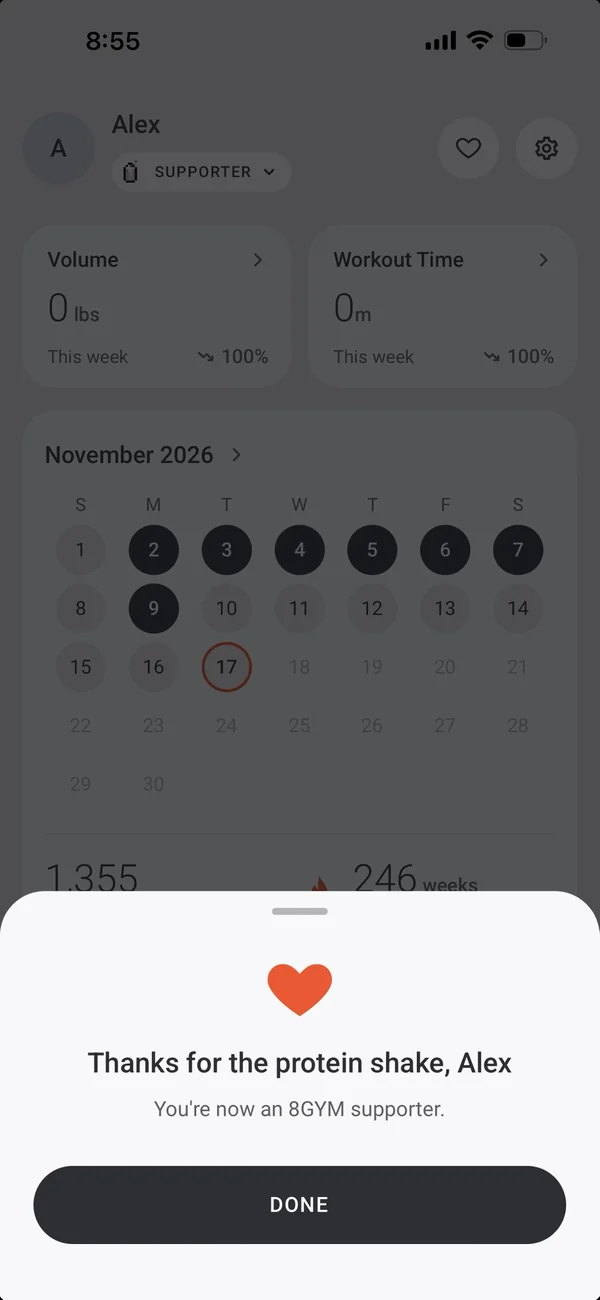 8:55
A
Alex
SUPPORTER
Volume
Workout Time
0 lbs
0m
This week 100%
This week 100%
November 2026
S M T W T F S
1 2 3 4 5 6 7
8 9 10 11 12 13 14
15 16 17 18 19 20 21
22 23 24 25 26 27 28
29 30
1,355
246 weeks
Thanks for the protein shake, Alex
You're now an 8GYM supporter.
DONE